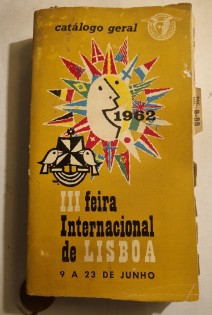 catálogo geral
1962
III feira
Internacional
de LISBOA
9 A 23 DE JUNHO